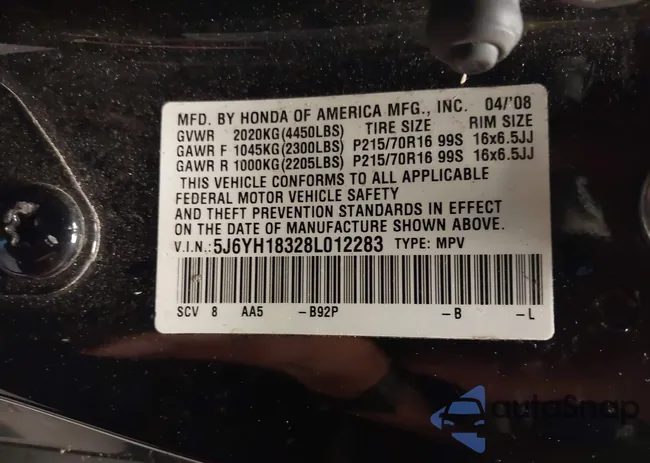 MFD. BY HONDA OF AMERICA MFG., INC. 04/'08
GVWR 2020KG(4450LBS) TIRE SIZE RIM SIZE
GAWR F 1045KG(2300LBS) P215/70R16 99S 16x6.5JJ
GAWR R 1000KG(2205LBS) P215/70R16 99S 16x6.5JJ
THIS VEHICLE CONFORMS TO ALL APPLICABLE
FEDERAL MOTOR VEHICLE SAFETY
AND THEFT PREVENTION STANDARDS IN EFFECT
ON THE DATE OF MANUFACTURE SHOWN ABOVE.
V.I.N.: 5J6YH18328L012283 TYPE: MPV
SCV 8 AA5 -B92P -B -L
autoSnap